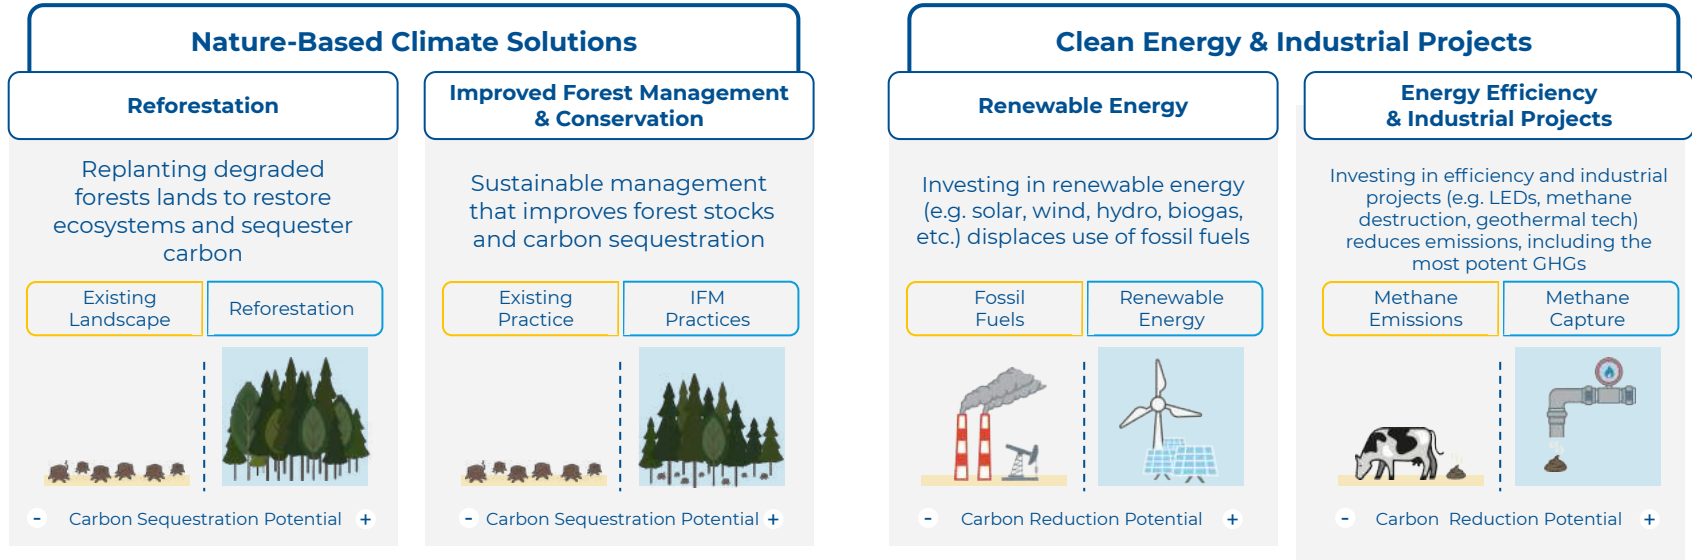 Nature-Based Climate Solutions
Reforestation
Replanting degraded
forests lands to restore
ecosystems and sequester
carbon
Existing
Landscape
Reforestation
- Carbon Sequestration Potential +
Improved Forest Management
& Conservation
Sustainable management
that improves forest stocks
and carbon sequestration
Existing
Practice
IFM
Practices
- Carbon Sequestration Potential +
Clean Energy & Industrial Projects
Renewable Energy
Investing in renewable energy
(e.g. solar, wind, hydro, biogas,
etc.) displaces use of fossil fuels
Fossil
Fuels
Renewable
Energy
- Carbon Reduction Potential +
Energy Efficiency
& Industrial Projects
Investing in efficiency and industrial
projects (e.g. LEDs, methane
destruction, geothermal tech)
reduces emissions, including the
most potent GHGs
Methane
Emissions
Methane
Capture
- Carbon Reduction Potential +